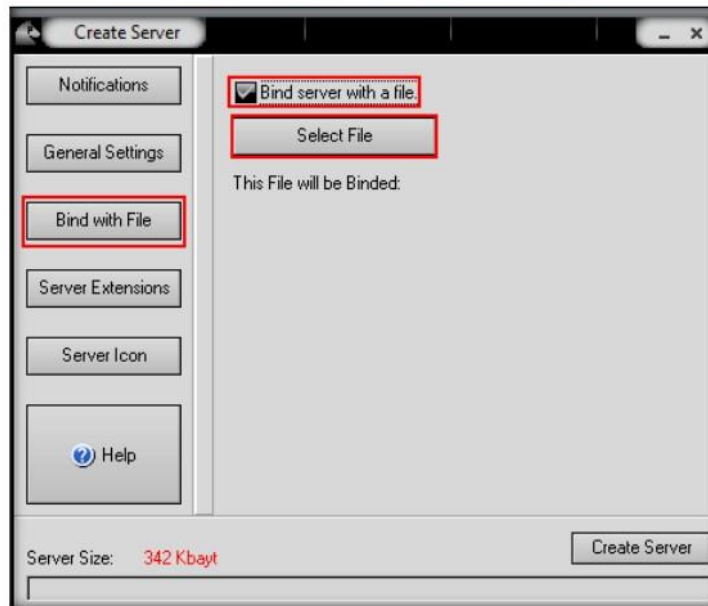 Create Server
Notifications
General Settings
Bind with File
Server Extensions
Server Icon
Help
Bind server with a file.
Select File
This File will be Binded:
Server Size: 342 Kbayt
Create Server